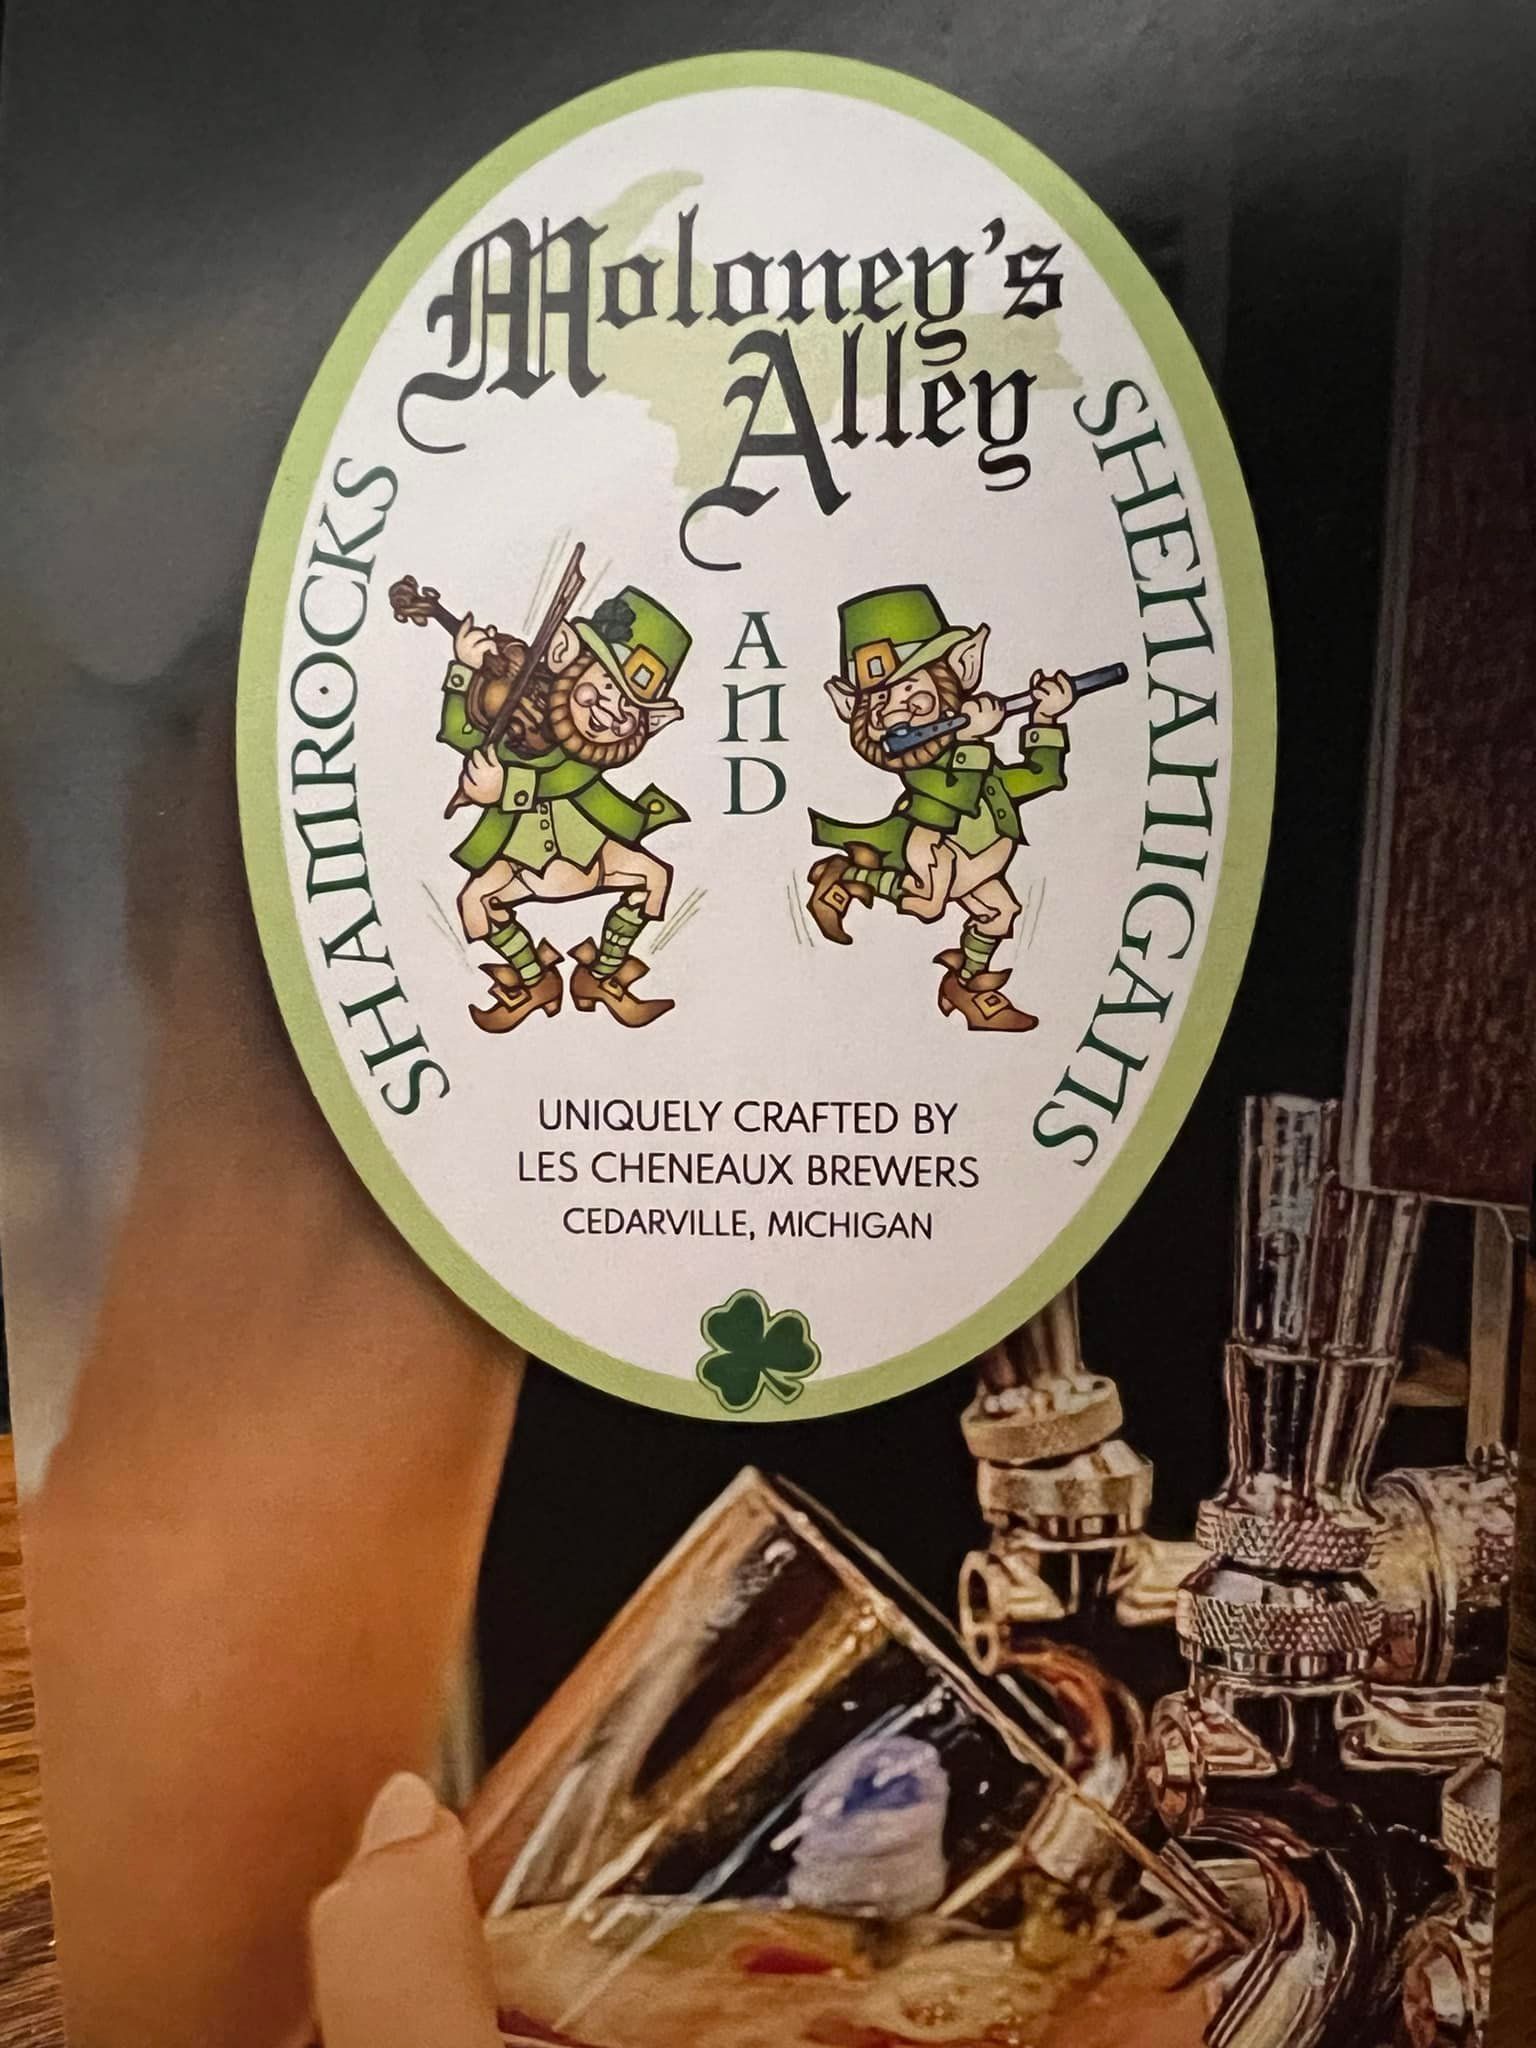 Moloney's
Alley
SHAMROCKS
AND
SHENANIGANS
UNIQUELY CRAFTED BY
LES CHENEAUX BREWERS
CEDARVILLE, MICHIGAN